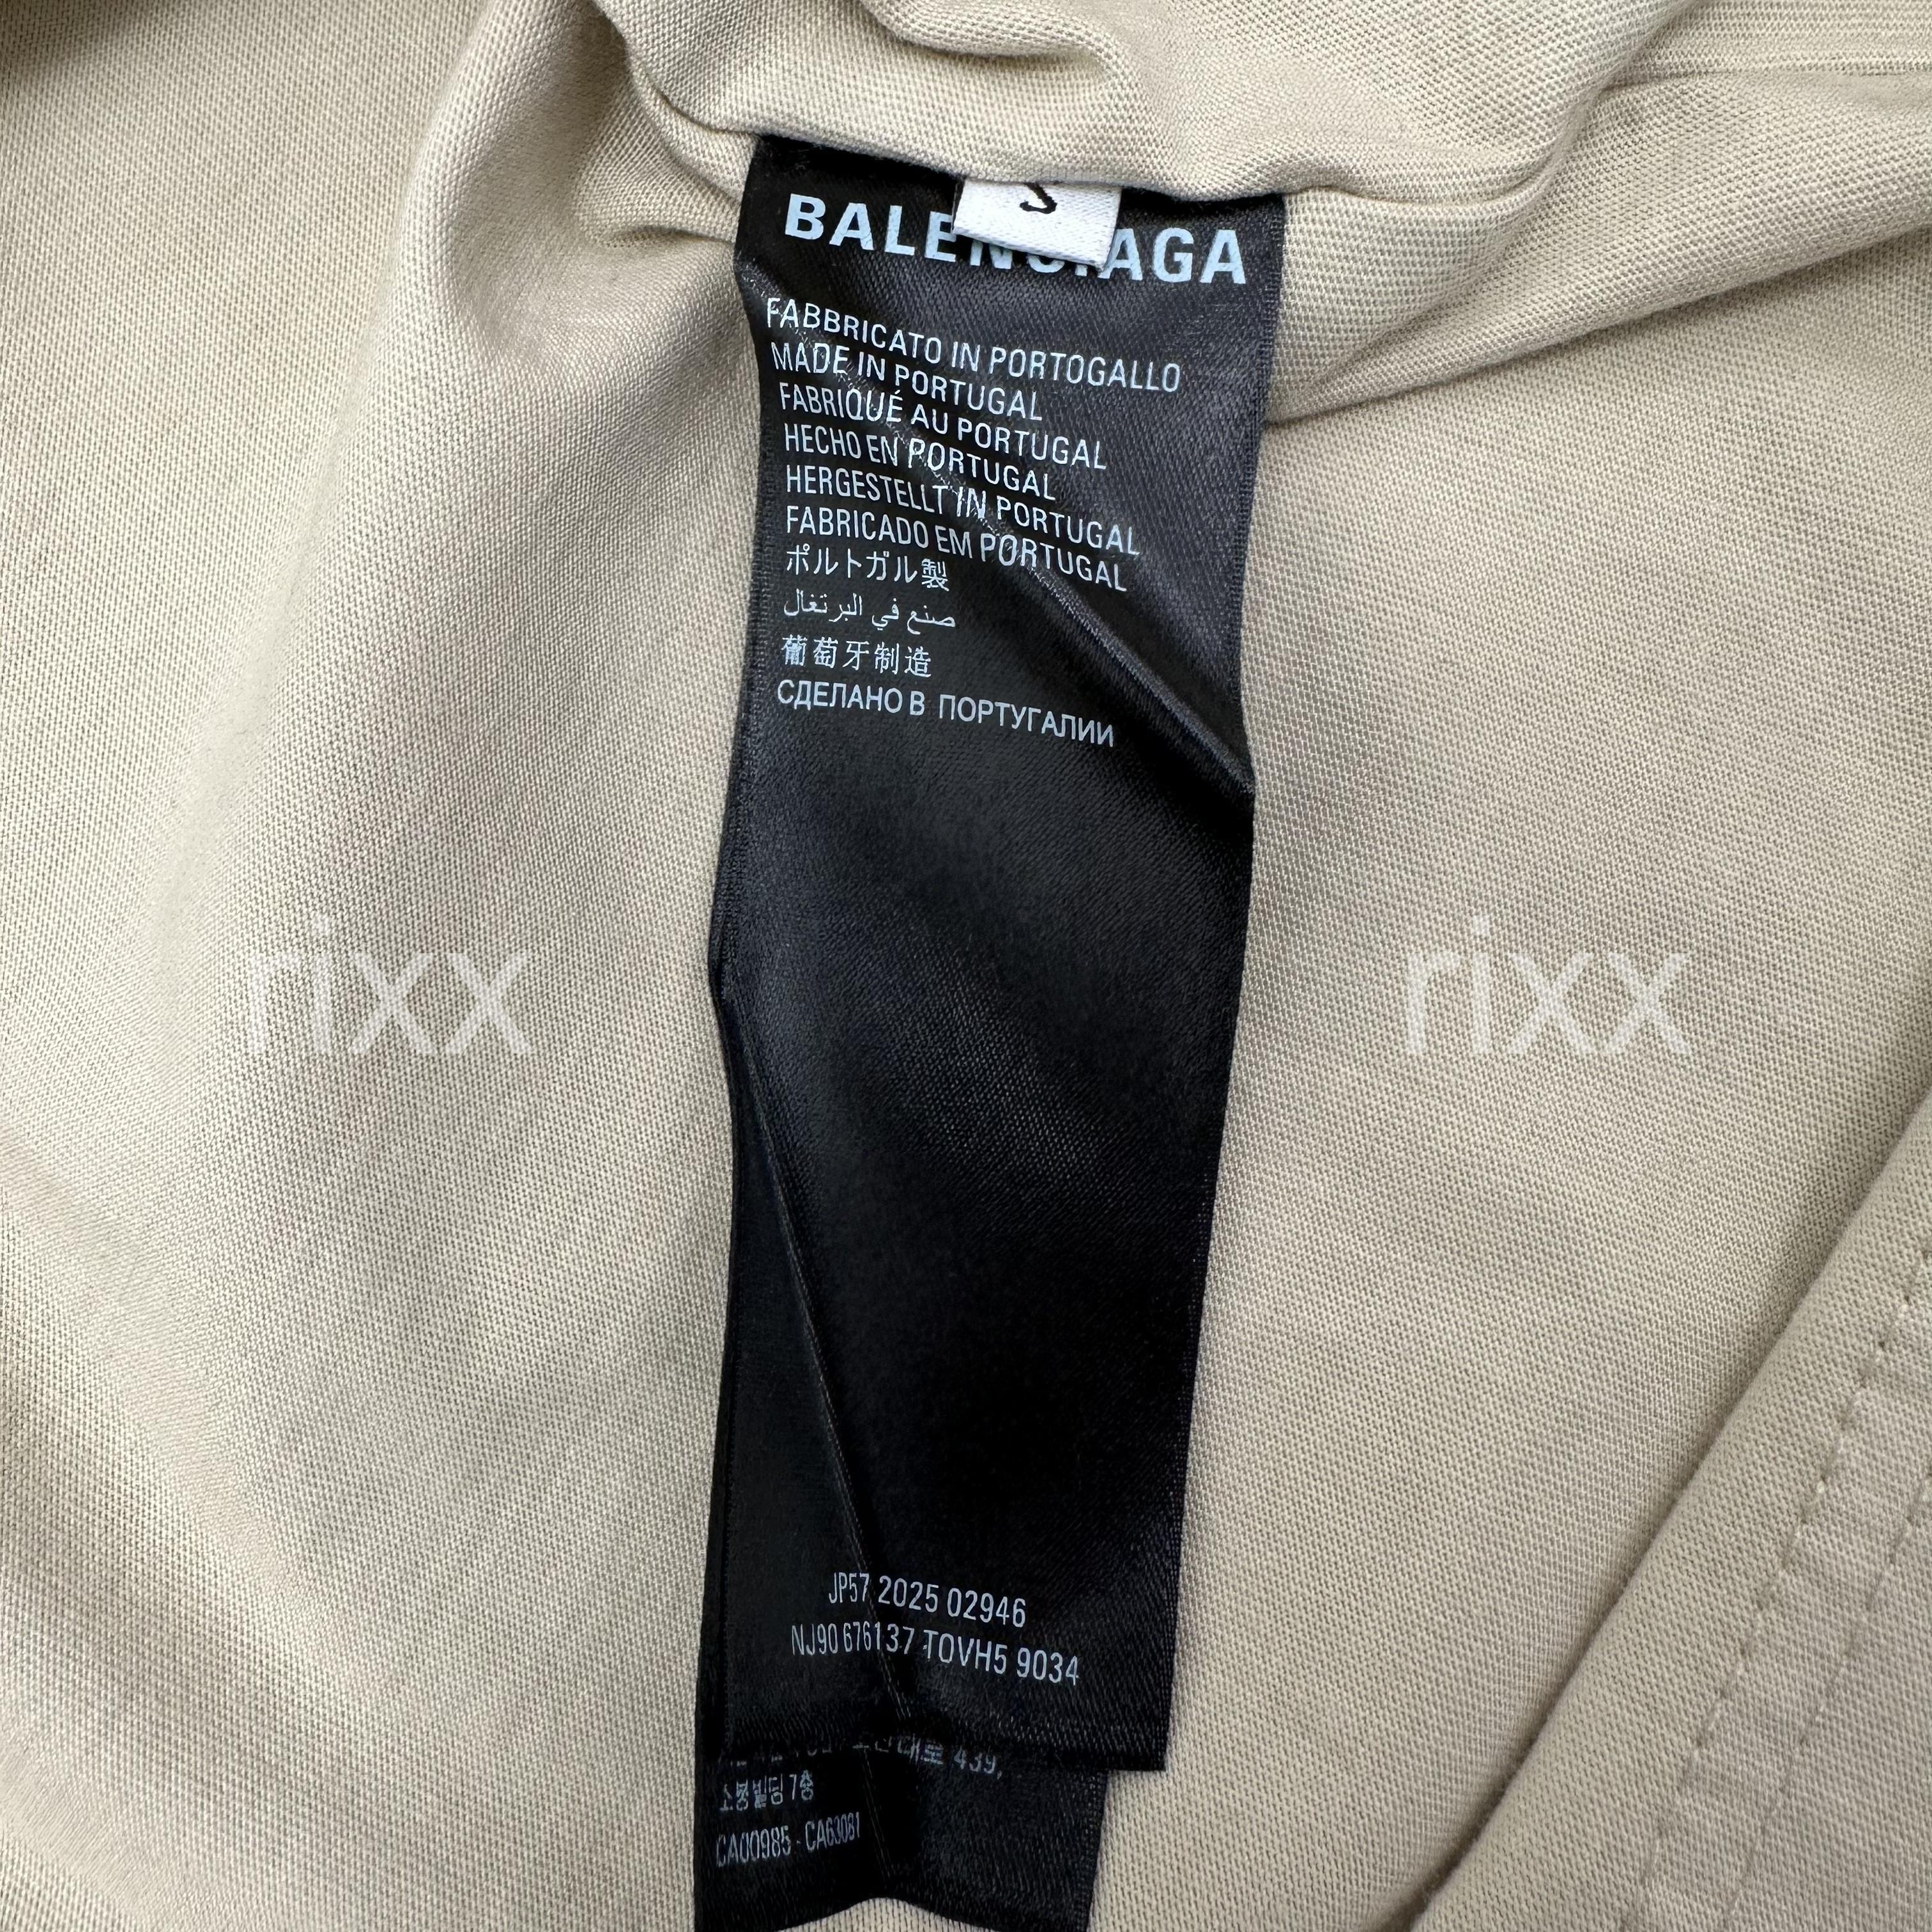 S
BALENCIAGA
FABBRICATO IN PORTOGALLO
MADE IN PORTUGAL
FABRIQUÉ AU PORTUGAL
HECHO EN PORTUGAL
HERGESTELLT IN PORTUGAL
FABRICADO EM PORTUGAL
ポルトガル製
صنع في البرتغال
葡萄牙制造
СДЕЛАНО В ПОРТУГАЛИИ
rixx rixx
JP57 2025 02946
NJ90 676137 TOVH5 9034
439,
7층
CA00985 - CA63081